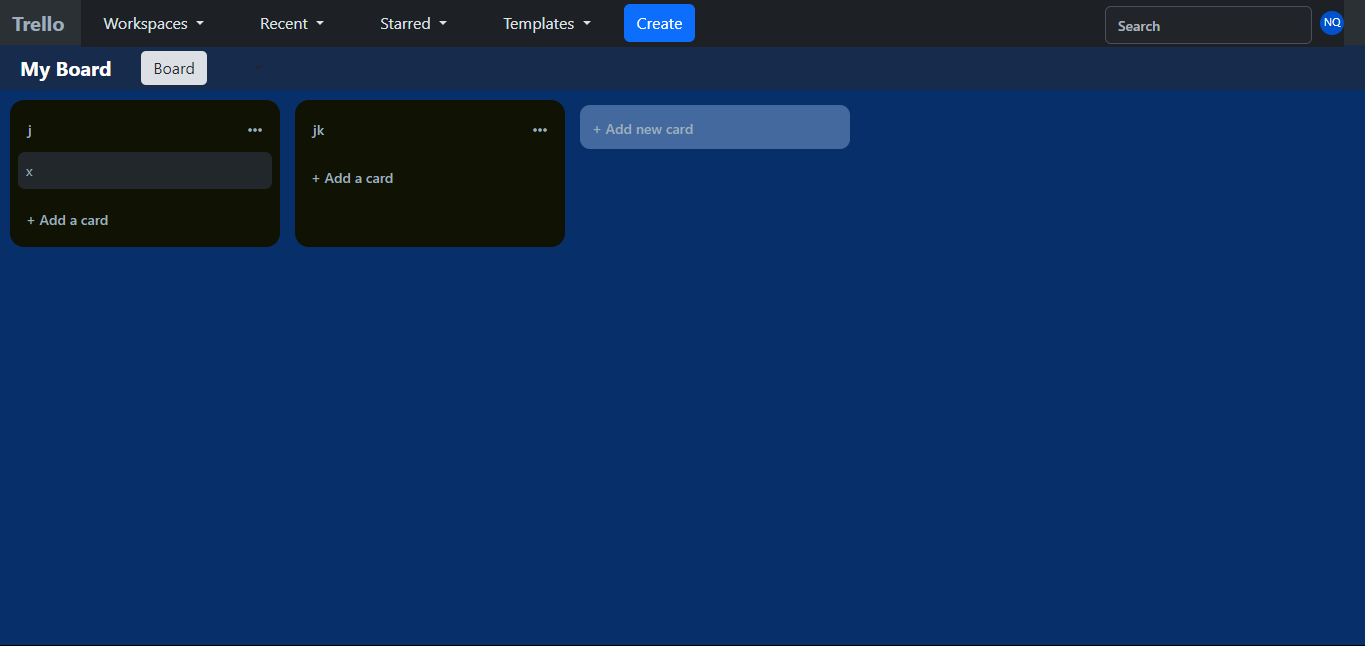 Trello Workspaces Recent Starred Templates Create Search NQ
My Board Board
j ••• jk ••• + Add new card
x
+ Add a card
+ Add a card